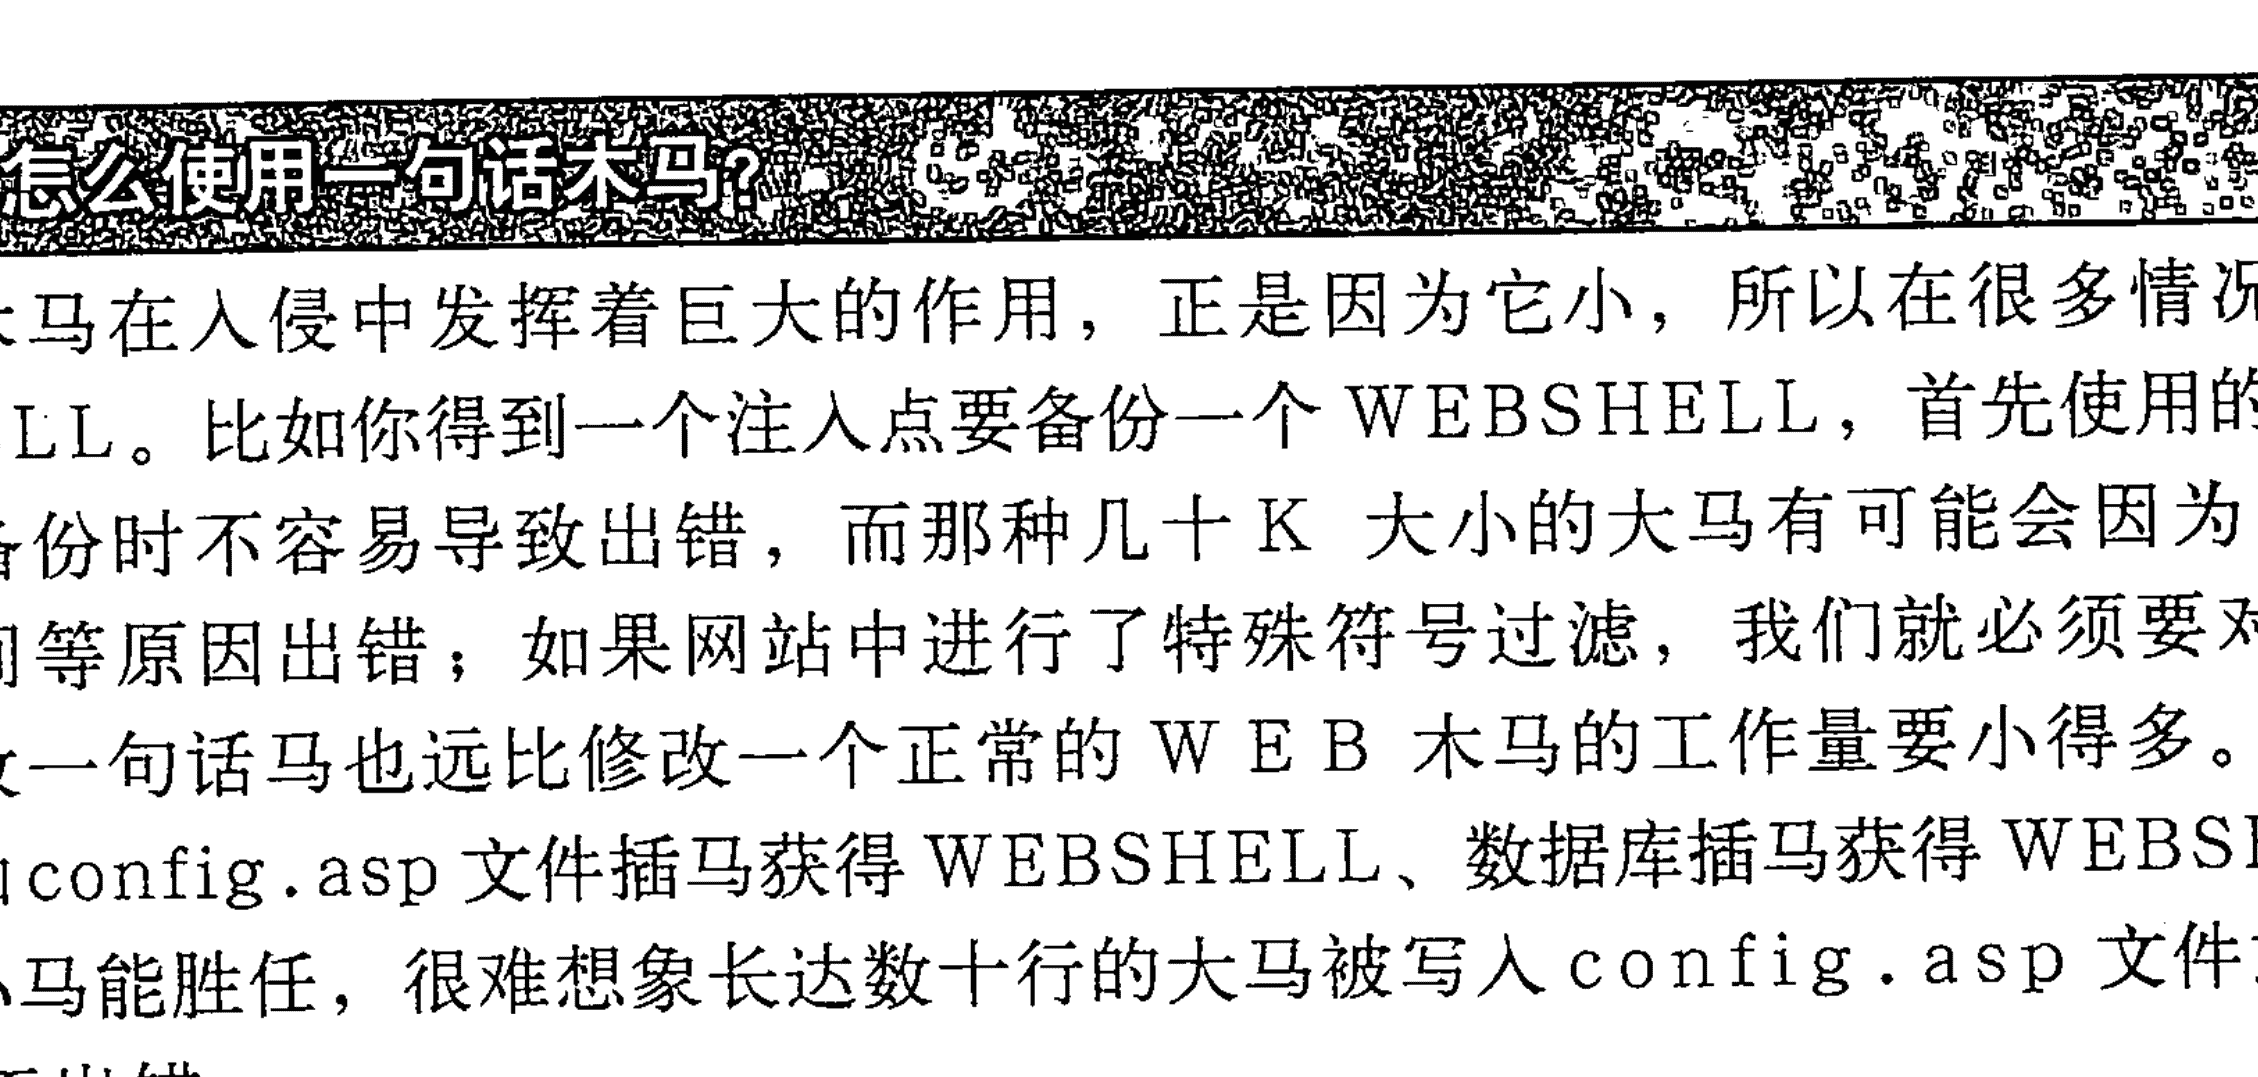 怎么使用一句话木马?
木马在入侵中发挥着巨大的作用，正是因为它小，所以在很多情况
LL。比如你得到一个注入点要备份一个WEBSHELL，首先使用的
备份时不容易导致出错，而那种几十K 大小的大马有可能会因为
等原因出错；如果网站中进行了特殊符号过滤，我们就必须要对
一句话马也远比修改一个正常的WEB 木马的工作量要小得多。
config.asp 文件插马获得WEBSHELL、数据库插马获得WEBSH
小马能胜任，很难想象长达数十行的大马被写入config.asp 文件
出错